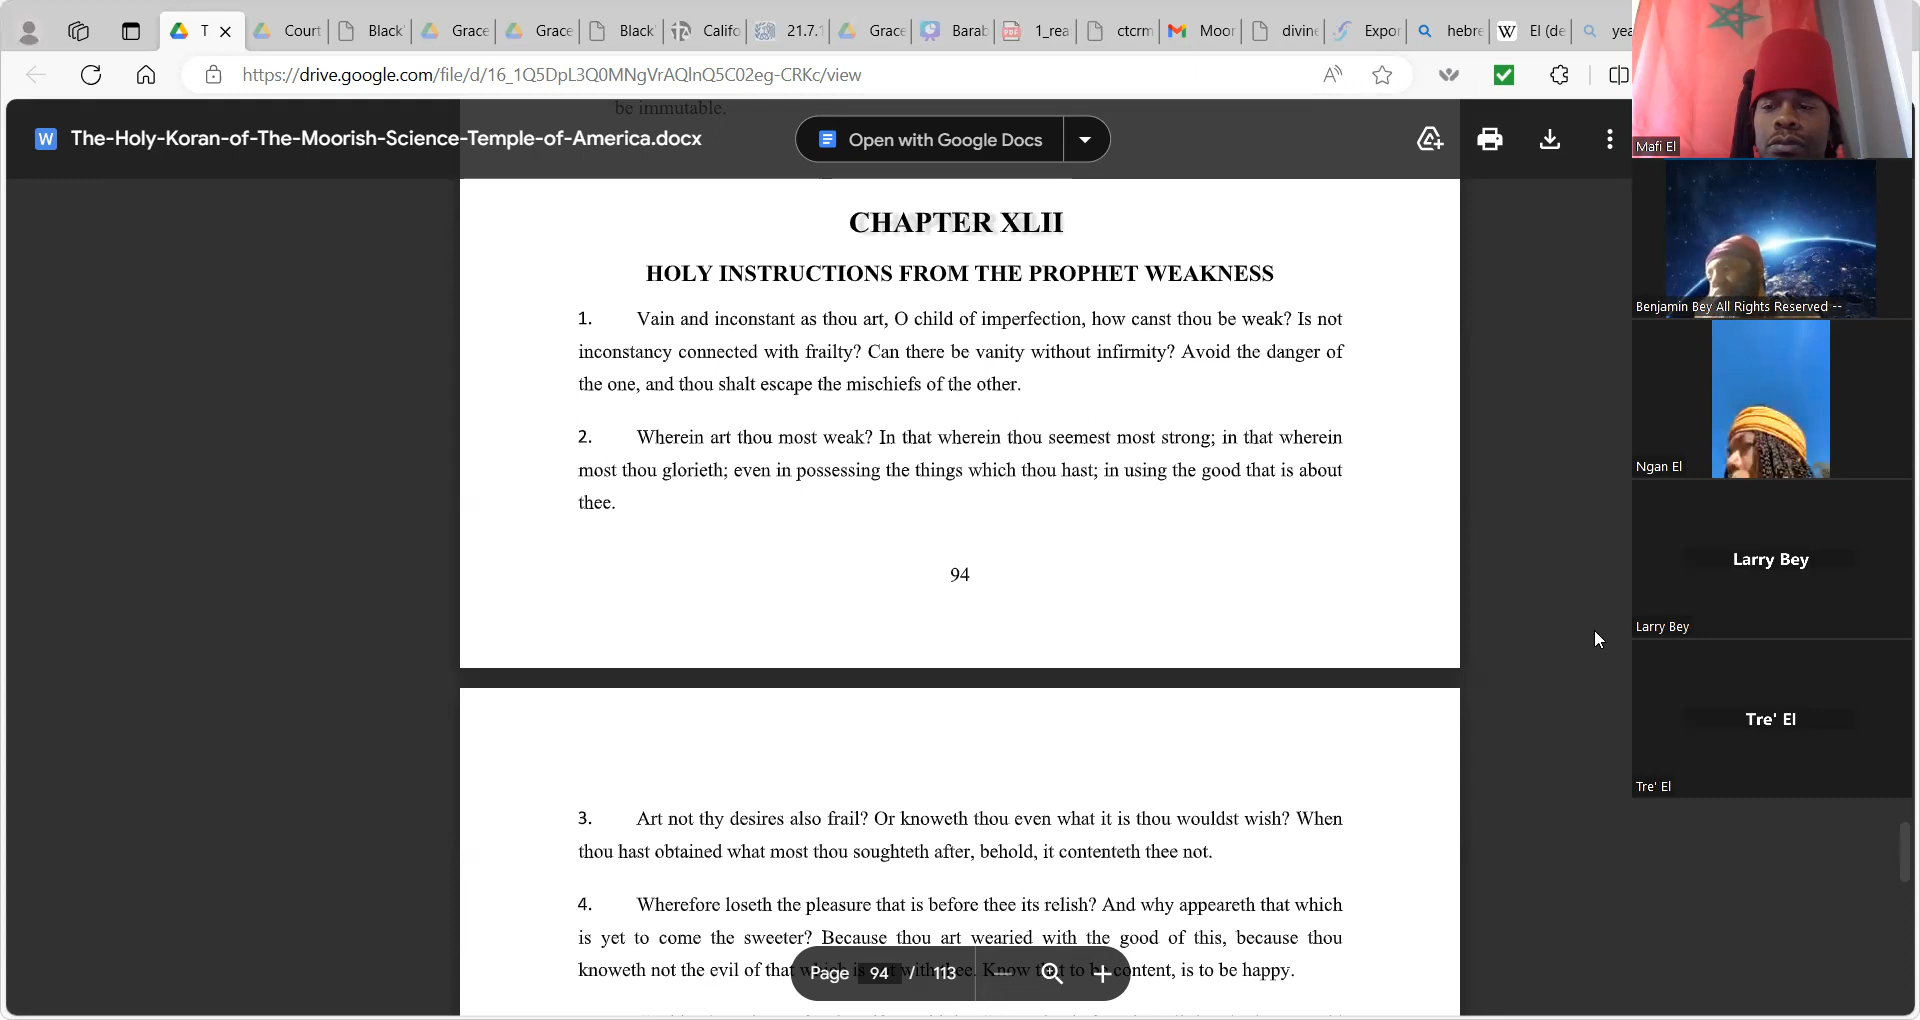 T
Court
Black'
Grace
Grace
Black'
Califo
21.7.1
Grace
Barab
1_rea
ctcrm
Moor
divine
Expor
hebre
El (de
yea
https://drive.google.com/file/d/16_1Q5DpL3Q0MNgVrAQlnQ5C02eg-CRKc/view
be immutable.
W The-Holy-Koran-of-The-Moorish-Science-Temple-of-America.docx
Open with Google Docs
CHAPTER XLII
HOLY INSTRUCTIONS FROM THE PROPHET WEAKNESS
1. Vain and inconstant as thou art, O child of imperfection, how canst thou be weak? Is not
inconstancy connected with frailty? Can there be vanity without infirmity? Avoid the danger of
the one, and thou shalt escape the mischiefs of the other.
2. Wherein art thou most weak? In that wherein thou seemest most strong; in that wherein
most thou glorieth; even in possessing the things which thou hast; in using the good that is about
thee.
94
3. Art not thy desires also frail? Or knoweth thou even what it is thou wouldst wish? When
thou hast obtained what most thou soughteth after, behold, it contenteth thee not.
4. Wherefore loseth the pleasure that is before thee its relish? And why appeareth that which
is yet to come the sweeter? Because thou art wearied with the good of this, because thou
knoweth not the evil of that which is not with thee. Know that to be content, is to be happy.
Page 94 / 113
Mafi El
Benjamin Bey All Rights Reserved --
Ngan El
Larry Bey
Larry Bey
Tre' El
Tre' El